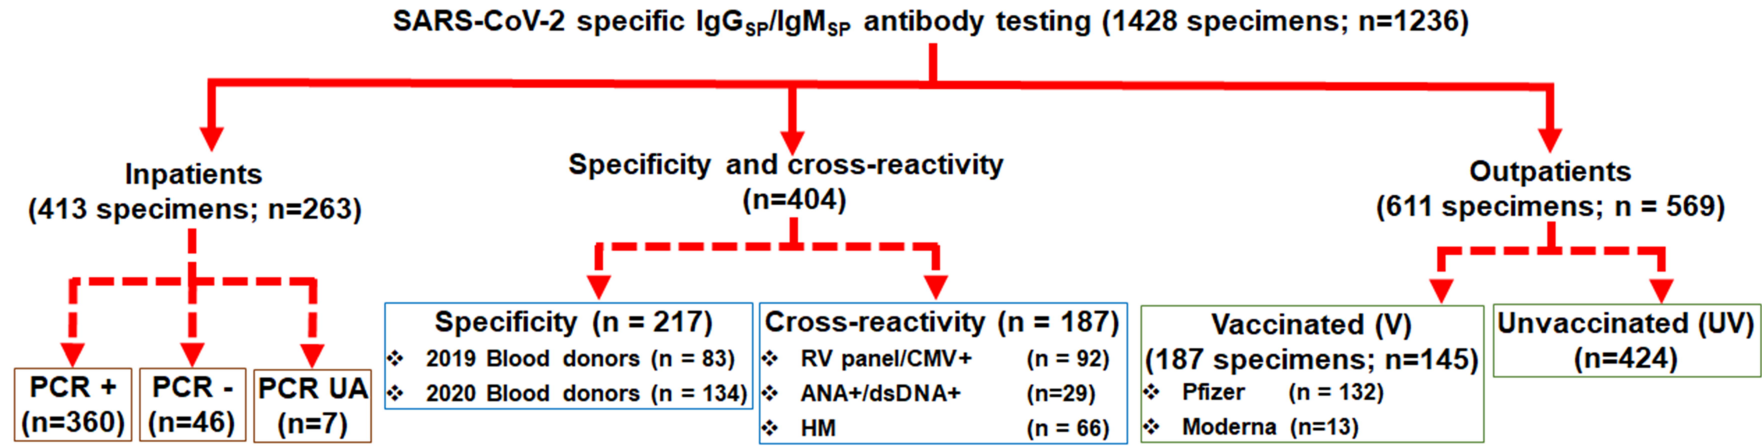 SARS-CoV-2 specific IgGSP/IgMSP antibody testing (1428 specimens; n=1236)
Inpatients
(413 specimens; n=263)
Specificity and cross-reactivity
(n=404)
Outpatients
(611 specimens; n = 569)
PCR +
(n=360)
PCR -
(n=46)
PCR UA
(n=7)
Specificity (n = 217)
❖ 2019 Blood donors (n = 83)
❖ 2020 Blood donors (n = 134)
Cross-reactivity (n = 187)
❖ RV panel/CMV+ (n = 92)
❖ ANA+/dsDNA+ (n=29)
❖ HM (n = 66)
Vaccinated (V)
(187 specimens; n=145)
❖ Pfizer (n = 132)
❖ Moderna (n=13)
Unvaccinated (UV)
(n=424)